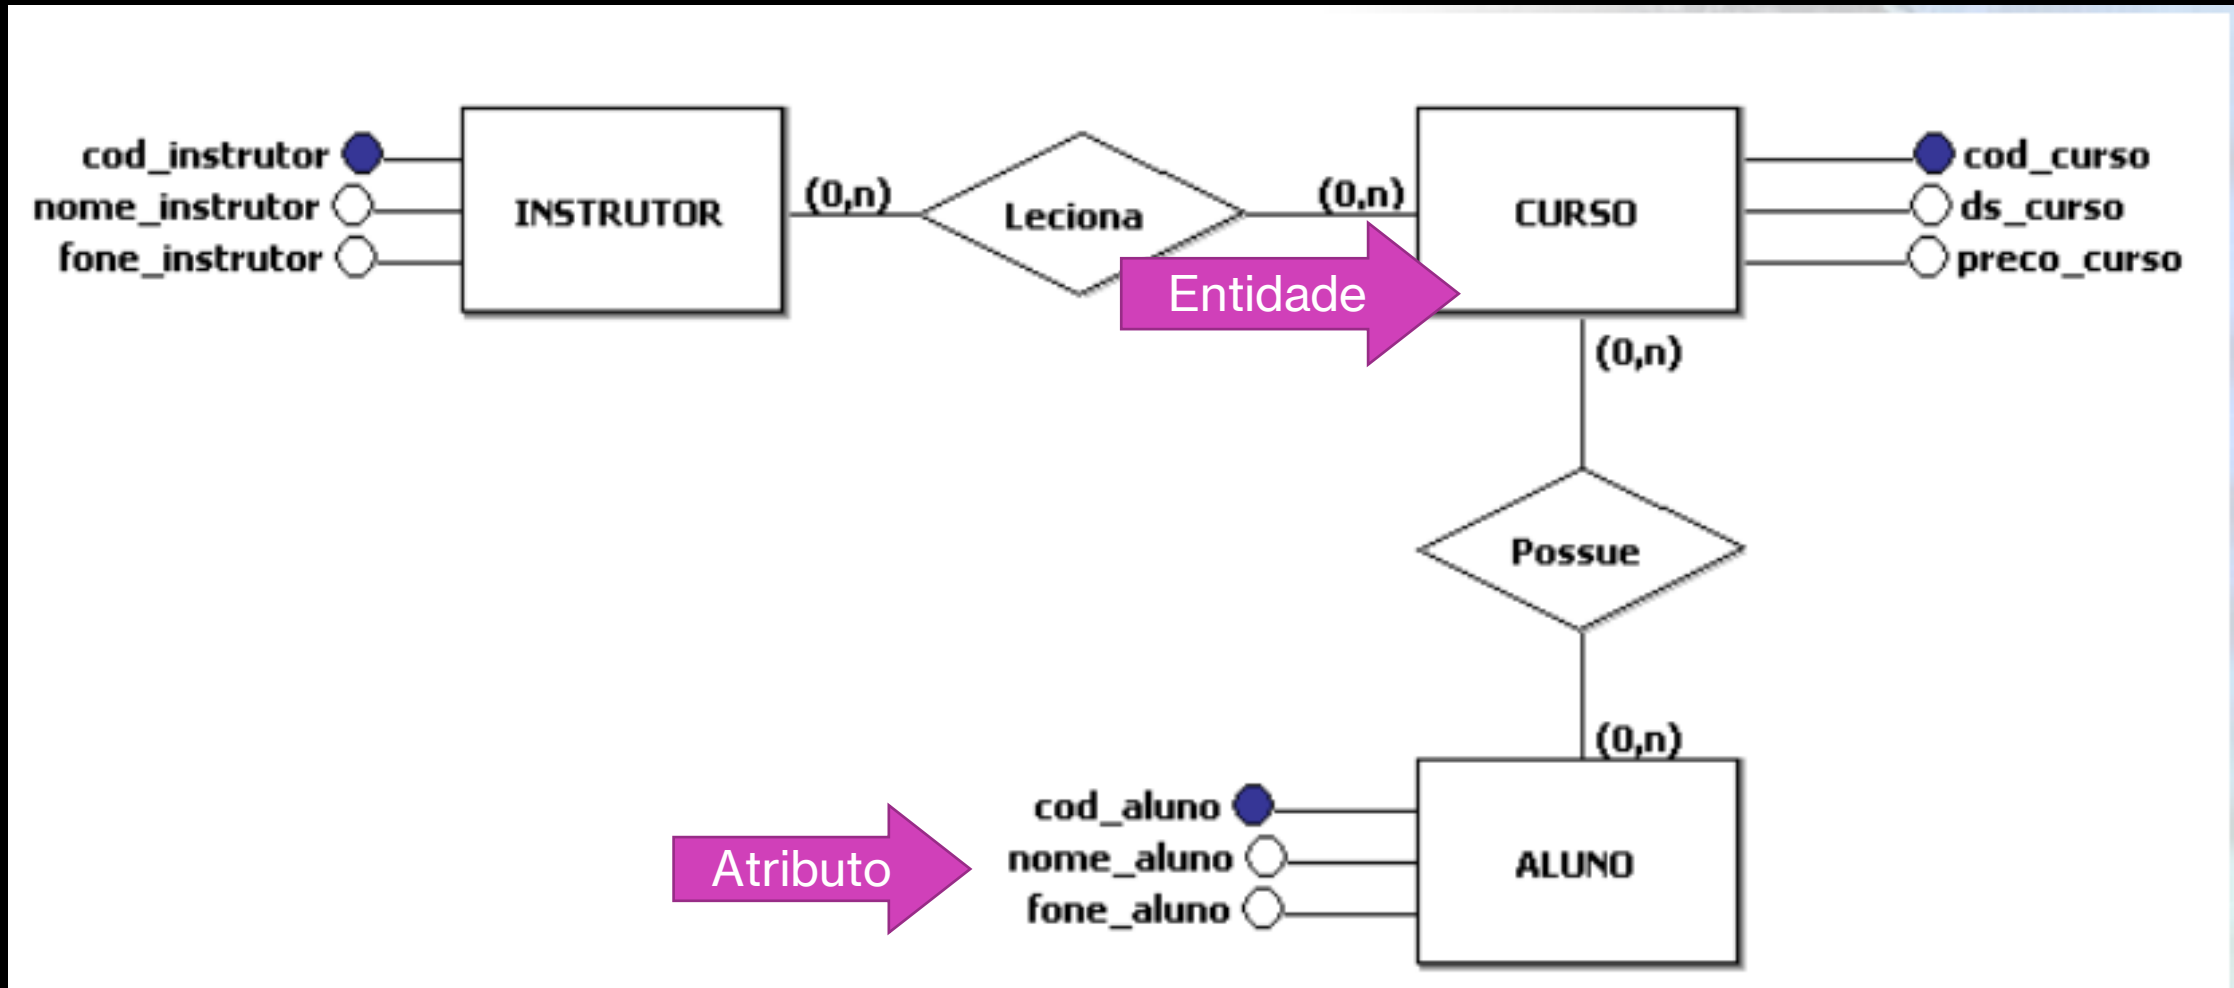 cod_instrutor
nome_instrutor
fone_instrutor
INSTRUTOR
(0,n)
Leciona
(0,n)
CURSO
cod_curso
ds_curso
preco_curso
Entidade
(0,n)
Possue
(0,n)
Atributo
cod_aluno
nome_aluno
fone_aluno
ALUNO